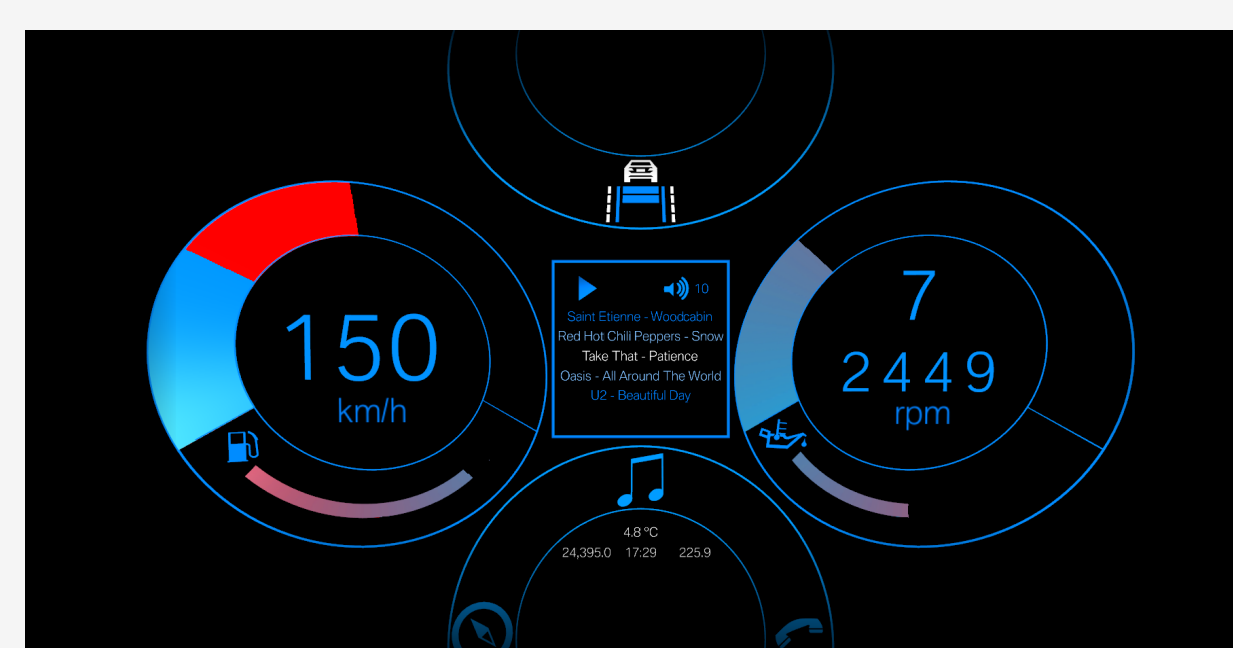 10
Saint Etienne - Woodcabin
Red Hot Chili Peppers - Snow
Take That - Patience
Oasis - All Around The World
U2 - Beautiful Day
150
km/h
7
2449
rpm
4.8 ºC
24,395.0 17:29 225.9